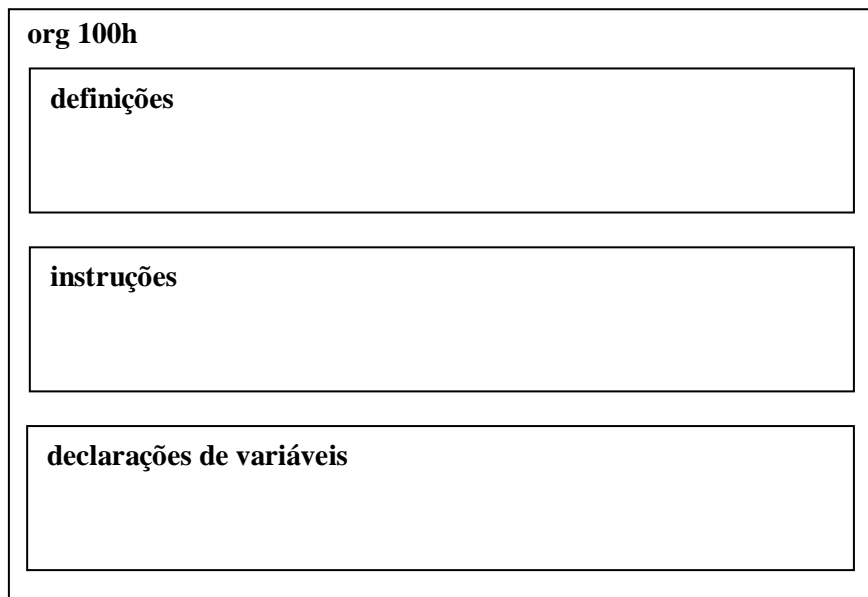 org 100h
definições
instruções
declarações de variáveis